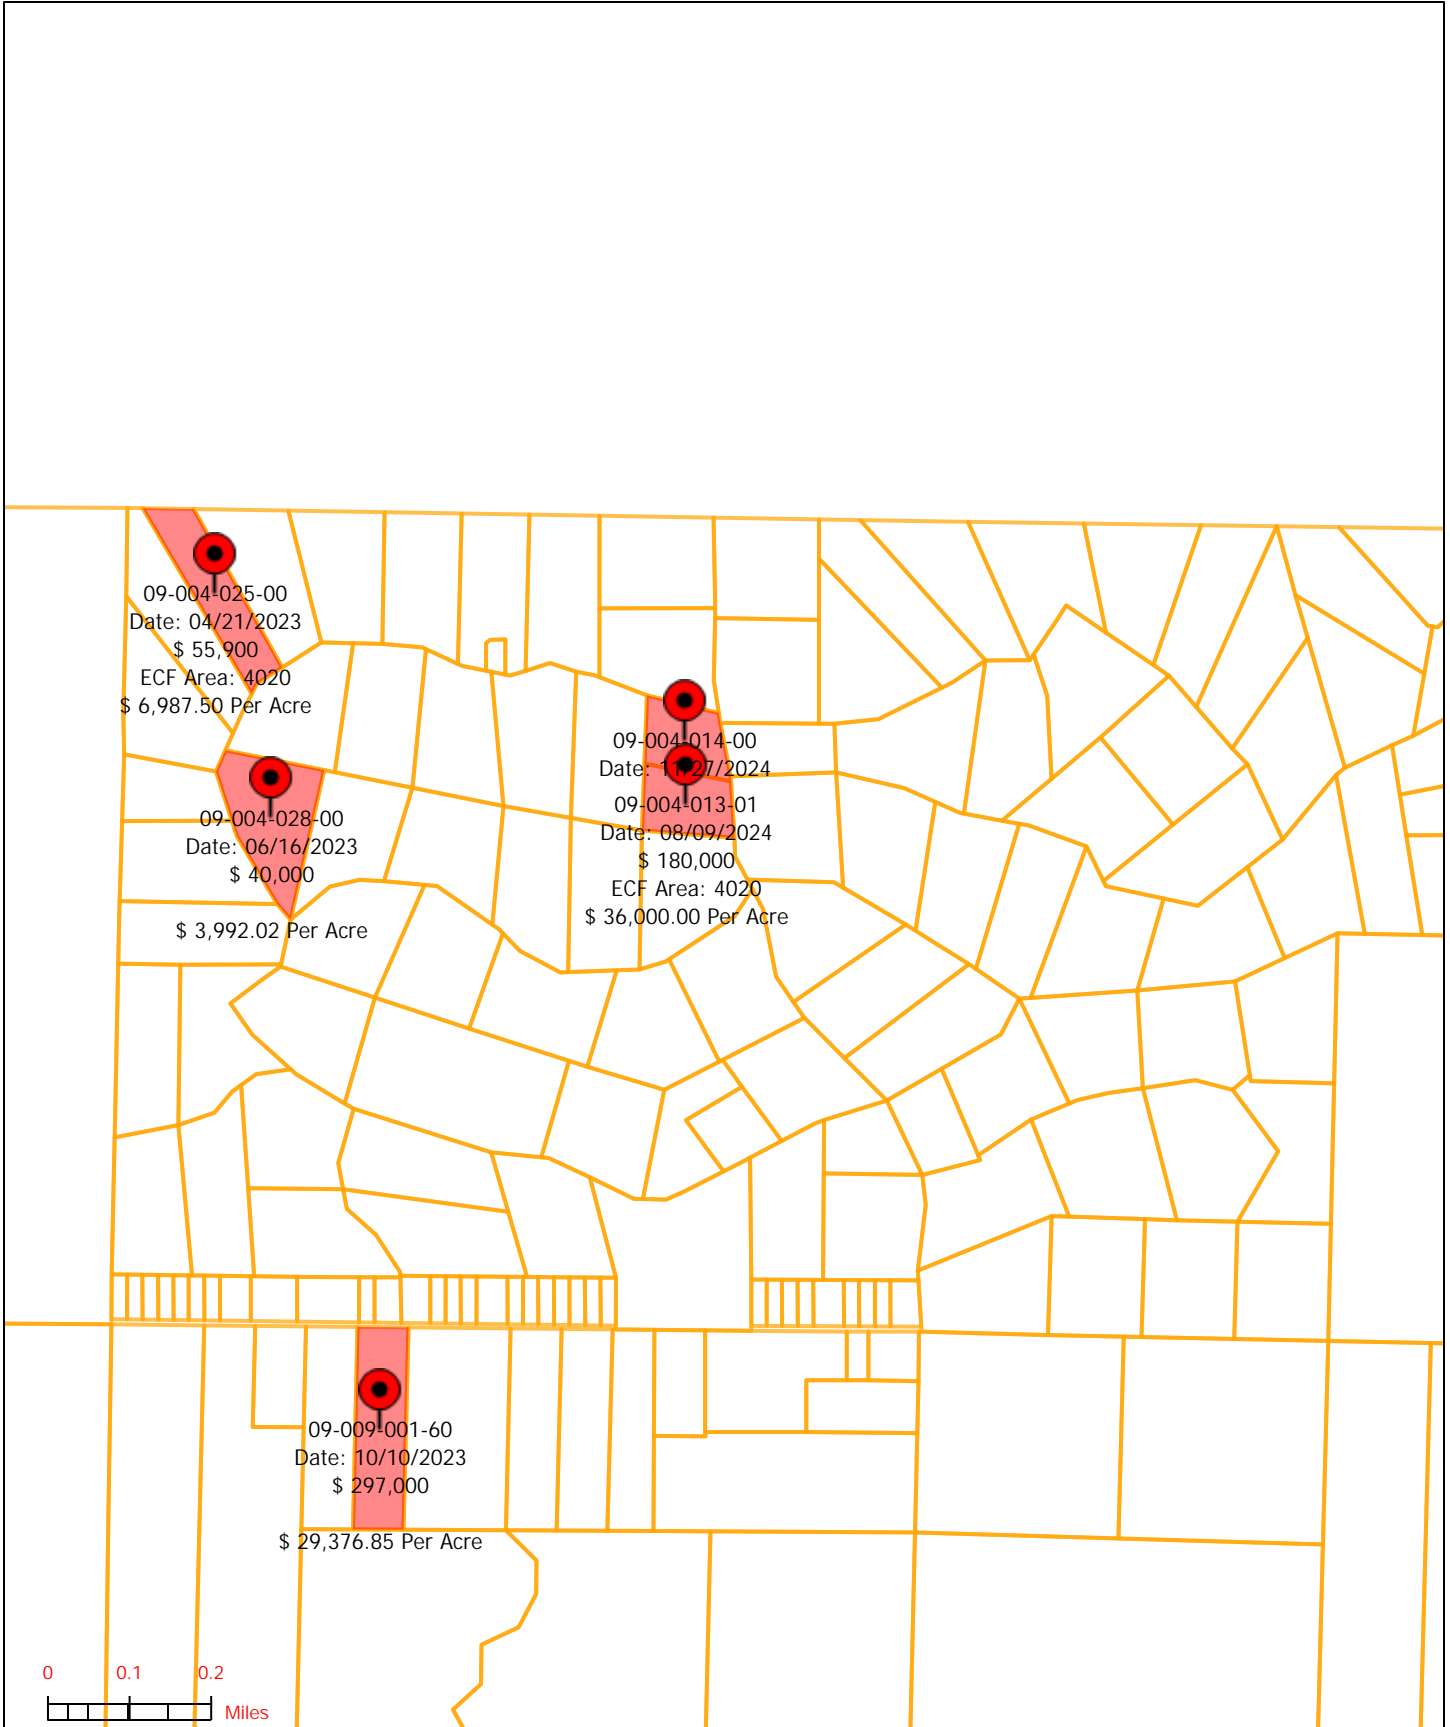 09-004-025-00
Date: 04/21/2023
$ 55,900
ECF Area: 4020
$ 6,987.50 Per Acre
09-004-014-00
Date: 11/27/2024
09-004-013-01
Date: 08/09/2024
$ 180,000
ECF Area: 4020
$ 36,000.00 Per Acre
09-004-028-00
Date: 06/16/2023
$ 40,000
$ 3,992.02 Per Acre
09-009-001-60
Date: 10/10/2023
$ 297,000
$ 29,376.85 Per Acre
0 0.1 0.2
Miles